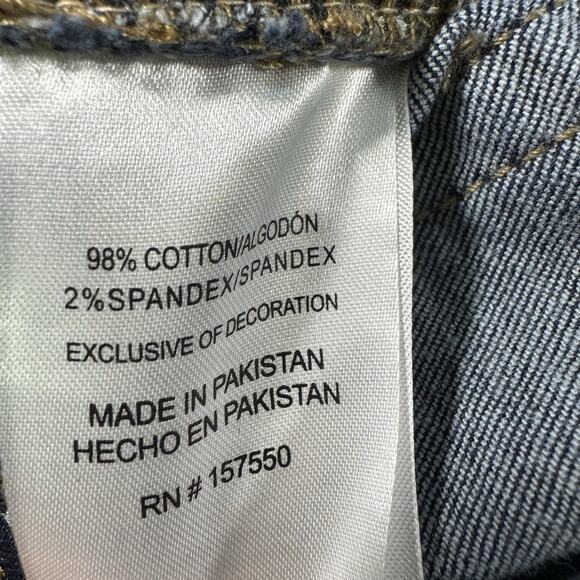 98% COTTON/ALGODÓN
2%SPANDEX/SPANDEX
EXCLUSIVE OF DECORATION
MADE IN PAKISTAN
HECHO EN PAKISTAN
RN # 157550